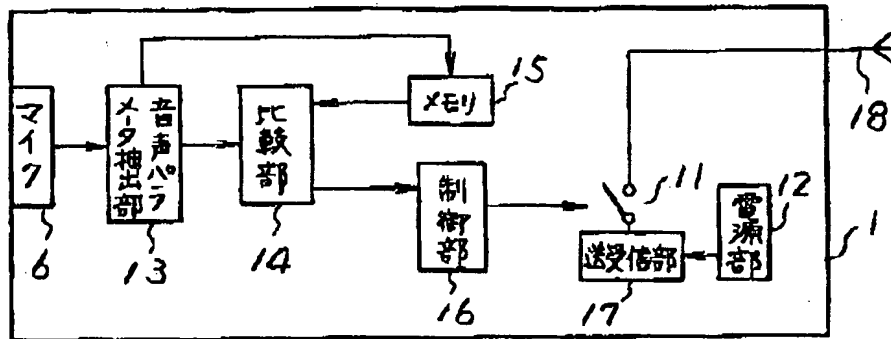 マイク
6
音声パラ
メータ抽出部
13
比較部
14
メモリ
15
制御部
16
11
送受信部
17
電源部
12
18
1